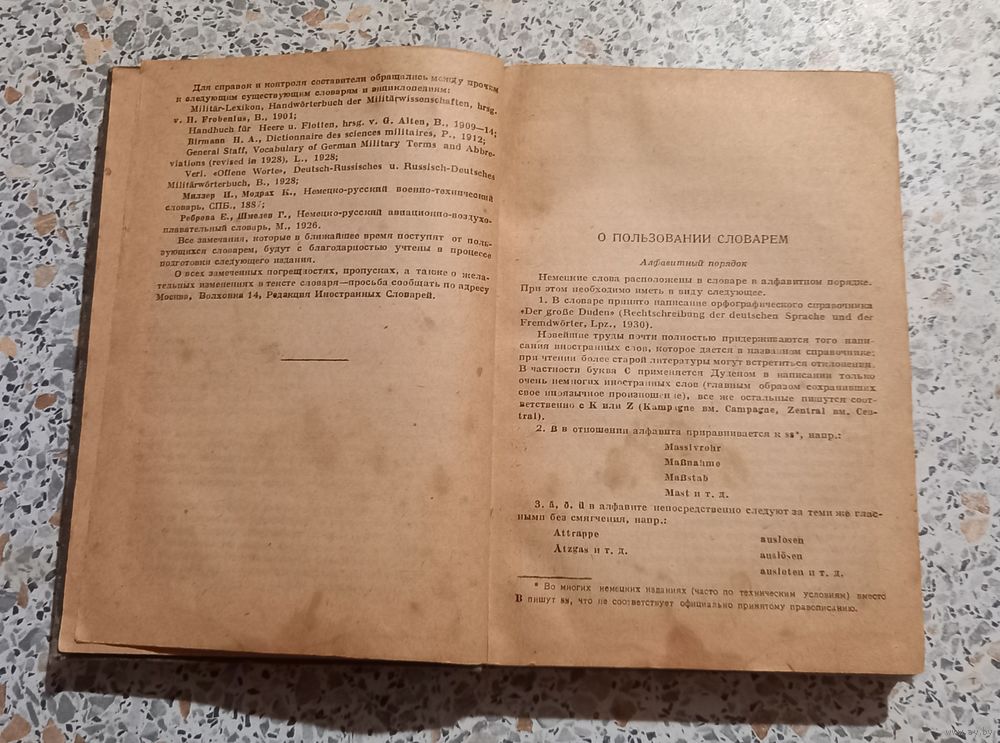 Для справок и контроля составители обращались между прочим
к следующим существующим словарям и энциклопедиям:
Militär-Lexikon, Handwörterbuch der Militärwissenschaften, hrsg.
v. H. Frobenius, B., 1901;
Handbuch für Heere u. Flotten, hrsg. v. G. Alten, B., 1909—14;
Birmann H. A., Dictionnaire des sciences militaires, P., 1912;
General Staff, Vocabulary of German Military Terms and Abbre-
viations (revised in 1928), L., 1928;
Verl. «Offene Worte», Deutsch-Russisches u. Russisch-Deutsches
Militärwörterbuch, B., 1928;
Миллер И., Модрах К., Немецко-русский военно-технический
словарь, СПБ.,
Реброва Е., Шмелев Г., Немецко-русский авиационно-воздухо-
плавательный словарь, М., 1926.
Все замечания, которые в ближайшее время поступят от поль-
зующихся словарем, будут с благодарностью учтены в процессе
подготовки следующего издания.
О всех замеченных погрешностях, пропусках, а также о жела-
тельных изменениях в тексте словаря—просьба сообщать по адресу
Москва, Волхонка 14, Редакция Иностранных Словарей.
О ПОЛЬЗОВАНИИ СЛОВАРЕМ
Алфавитный порядок
Немецкие слова расположены в словаре в алфавитном порядке.
При этом необходимо иметь в виду следующее.
1. В словаре принято написание орфографического справочника
«Der große Duden» (Rechtschreibung der deutschen Sprache und der
Fremdwörter, Lpz., 1930).
Новейшие труды почти полностью придерживаются того напи-
сания иностранных слов, которое дается в названном справочнике;
при чтении более старой литературы могут встретиться отклонения.
В частности буква C применяется Дуденом в написании только
очень немногих иностранных слов (главным образом сохранивших
свое иноязычное произношение), все же остальные пишутся соот-
ветственно с K или Z (Kampagne вм. Campagne, Zentral вм. Cen-
tral).
2. ß в отношении алфавита приравнивается к ss*, напр.:
Massivrohr
Maßnahme
Maßstab
Mast и т. д.
3. ä, ö, ü в алфавите непосредственно следуют за теми же глас-
ными без смягчения, напр.:
Attrappe
Ätzgas и т. д.
auslosen
auslösen
ausloten и т. д.
* Во многих немецких изданиях (часто по техническим условиям) вместо
ß пишут ss, что не соответствует официально принятому правописанию.
www.ay.by